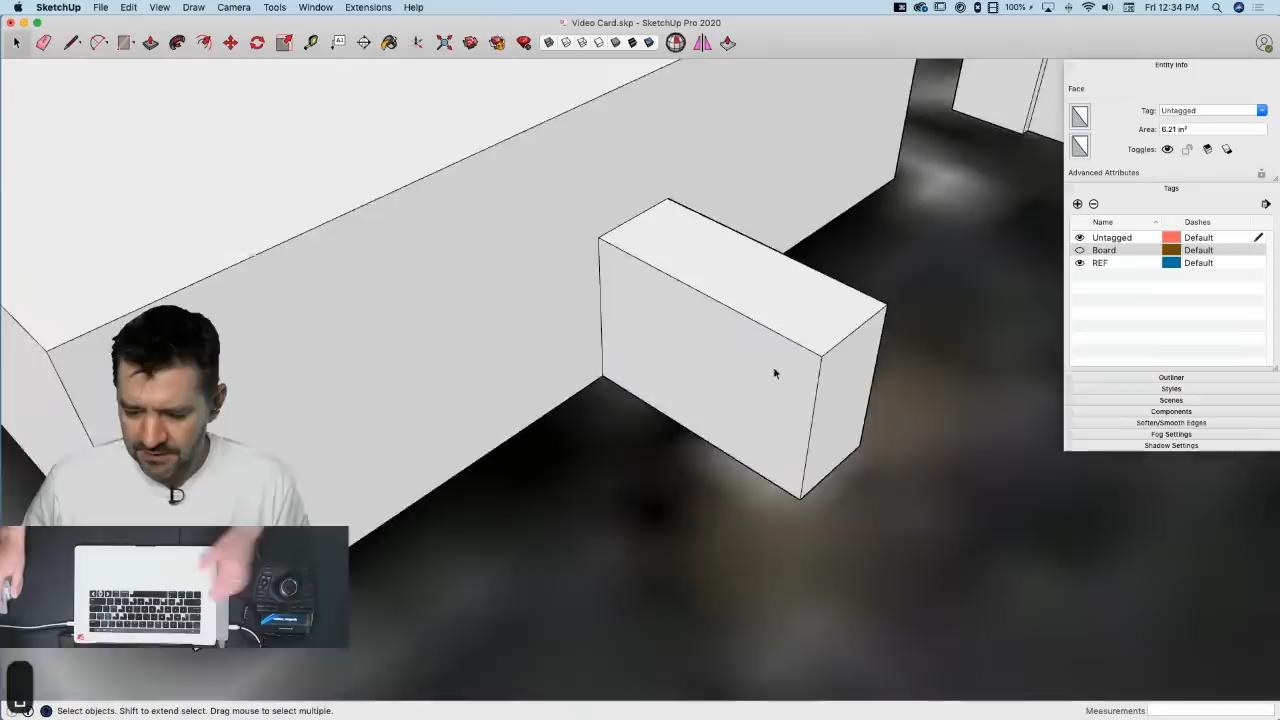 SketchUp File Edit View Draw Camera Tools Window Extensions Help
100% Fri 12:34 PM
Video Card.skp - SketchUp Pro 2020
Entity Info
Face
Tag: Untagged
Area: 6.21 in²
Toggles:
Advanced Attributes
Tags
Name Dashes
Untagged Default
Board Default
REF Default
Outliner
Styles
Scenes
Components
Soften/Smooth Edges
Fog Settings
Shadow Settings
Select objects. Shift to extend select. Drag mouse to select multiple.
Measurements